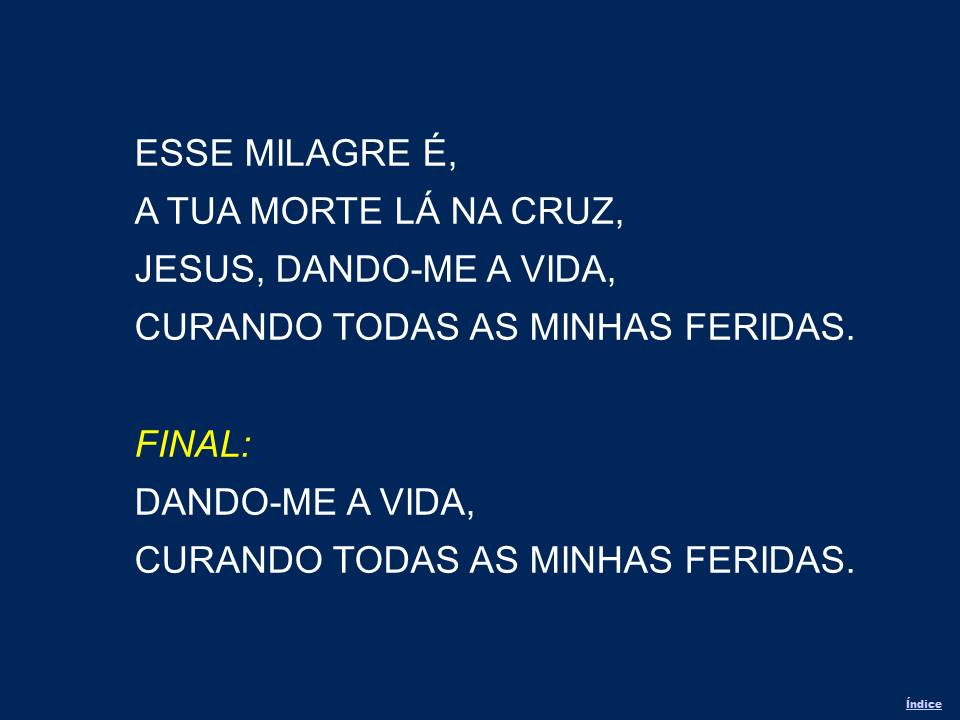 ESSE MILAGRE É,
A TUA MORTE LÁ NA CRUZ,
JESUS, DANDO-ME A VIDA,
CURANDO TODAS AS MINHAS FERIDAS.
FINAL:
DANDO-ME A VIDA,
CURANDO TODAS AS MINHAS FERIDAS.
Índice